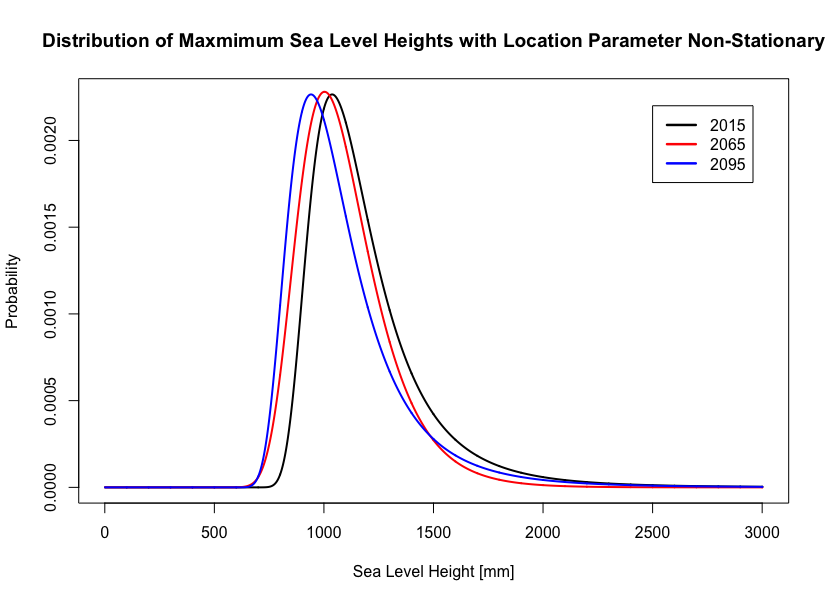 Distribution of Maxmimum Sea Level Heights with Location Parameter Non-Stationary
2015
2065
2095
Probability
0.0020
0.0015
0.0010
0.0005
0.0000
0 500 1000 1500 2000 2500 3000
Sea Level Height [mm]